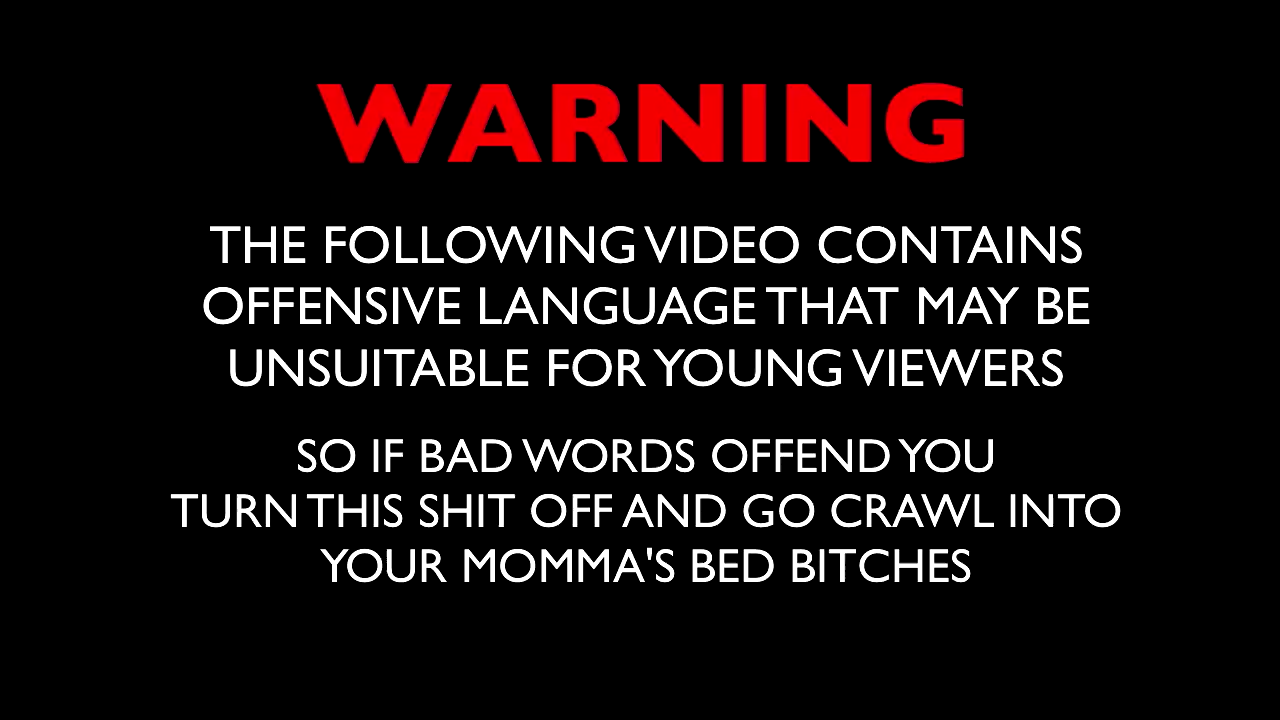 WARNING
THE FOLLOWING VIDEO CONTAINS
OFFENSIVE LANGUAGE THAT MAY BE
UNSUITABLE FOR YOUNG VIEWERS
SO IF BAD WORDS OFFEND YOU
TURN THIS SHIT OFF AND GO CRAWL INTO
YOUR MOMMA'S BED BITCHES